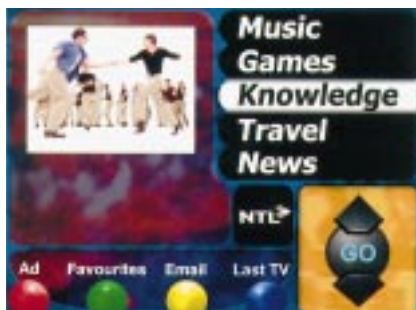 Music
Games
Knowledge
Travel
News
NTL
GO
Ad Favourites Email Last TV